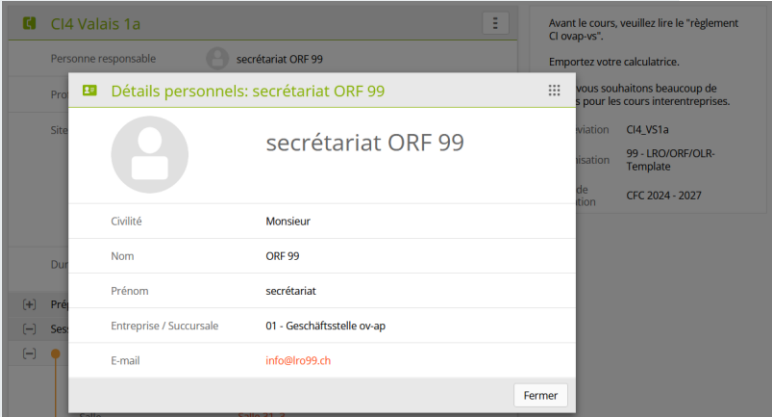 CI4 Valais 1a
Personne responsable secrétariat ORF 99
Avant le cours, veuillez lire le "règlement
CI ovap-vs".
Emportez votre calculatrice.
vous souhaitons beaucoup de
pour les cours interentreprises.
CI4_VS1a
99 - LRO/ORF/OLR-
Template
CFC 2024 - 2027
Site
Détails personnels: secrétariat ORF 99
secrétariat ORF 99
Civilité Monsieur
Nom ORF 99
Prénom secrétariat
Entreprise / Succursale 01 - Geschäftsstelle ov-ap
E-mail info@lro99.ch
Fermer